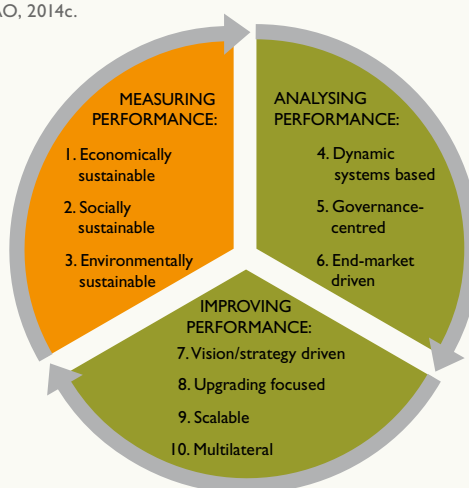 AO, 2014c.
MEASURING
PERFORMANCE:
1. Economically
sustainable
2. Socially
sustainable
3. Environmentally
sustainable
ANALYSING
PERFORMANCE:
4. Dynamic
systems based
5. Governance-
centred
6. End-market
driven
IMPROVING
PERFORMANCE:
7. Vision/strategy driven
8. Upgrading focused
9. Scalable
10. Multilateral